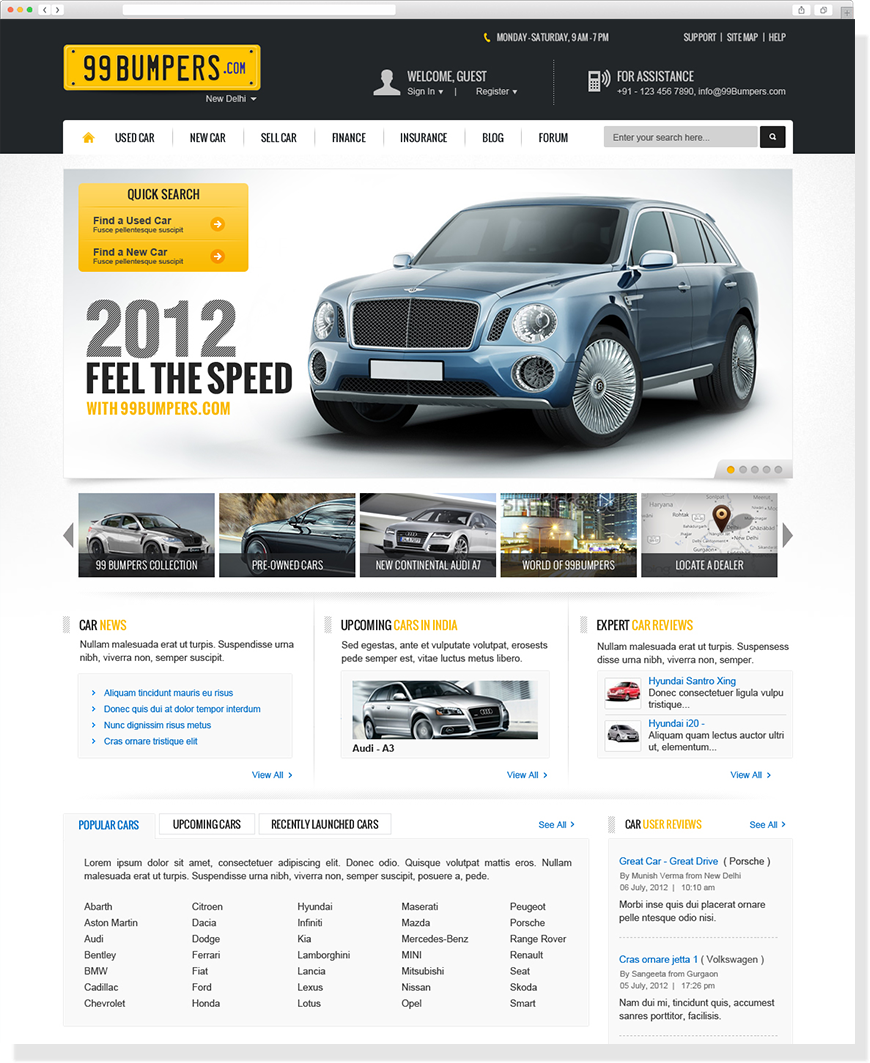 MONDAY - SATURDAY, 9 AM - 7 PM
SUPPORT | SITE MAP | HELP
99BUMPERS.COM
New Delhi
WELCOME, GUEST
Sign In | Register
FOR ASSISTANCE
+91 - 123 456 7890, info@99Bumpers.com
USED CAR
NEW CAR
SELL CAR
FINANCE
INSURANCE
BLOG
FORUM
Enter your search here...
QUICK SEARCH
Find a Used Car
Fusce pellentesque suscipit
Find a New Car
Fusce pellentesque suscipit
2012
FEEL THE SPEED
WITH 99BUMPERS.COM
99 BUMPERS COLLECTION
PRE-OWNED CARS
NEW CONTINENTAL AUDI A7
WORLD OF 99BUMPERS
LOCATE A DEALER
CAR NEWS
Nullam malesuada erat ut turpis. Suspendisse urna
nibh, viverra non, semper suscipit.
Aliquam tincidunt mauris eu risus
Donec quis dui at dolor tempor interdum
Nunc dignissim risus metus
Cras ornare tristique elit
View All
UPCOMING CARS IN INDIA
Sed egestas, ante et vulputate volutpat, erosests
pede semper est, vitae luctus metus libero.
Audi - A3
View All
EXPERT CAR REVIEWS
Nullam malesuada erat ut turpis. Suspensess
disse urna nibh, viverra non, semper.
Hyundai Santro Xing
Donec consectetuer ligula vulpu
tristique...
Hyundai i20 -
Aliquam quam lectus auctor ultri
ut, elementum...
View All
POPULAR CARS
UPCOMING CARS
RECENTLY LAUNCHED CARS
See All
Lorem ipsum dolor sit amet, consectetuer adipiscing elit. Donec odio. Quisque volutpat mattis eros. Nullam
malesuada erat ut turpis. Suspendisse urna nibh, viverra non, semper suscipit, posuere a, pede.
Abarth
Aston Martin
Audi
Bentley
BMW
Cadillac
Chevrolet
Citroen
Dacia
Dodge
Ferrari
Fiat
Ford
Honda
Hyundai
Infiniti
Kia
Lamborghini
Lancia
Lexus
Lotus
Maserati
Mazda
Mercedes-Benz
MINI
Mitsubishi
Nissan
Opel
Peugeot
Porsche
Range Rover
Renault
Seat
Skoda
Smart
CAR USER REVIEWS
See All
Great Car - Great Drive ( Porsche )
By Munish Verma from New Delhi
06 July, 2012 | 10:10 am
Morbi inse quis dui placerat ornare
pelle ntesque odio nisi.
Cras ornare jetta 1 ( Volkswagen )
By Sangeeta from Gurgaon
05 July, 2012 | 17:26 pm
Nam dui mi, tincidunt quis, accumest
sanres porttitor, facilisis.